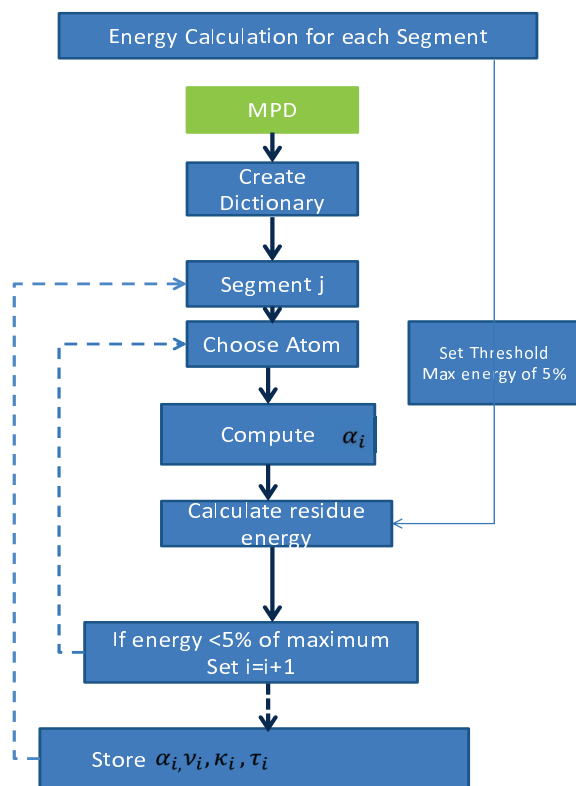 Energy Calculation for each Segment
MPD
Create
Dictionary
Segment j
Choose Atom
Set Threshold
Max energy of 5%
Compute αᵢ
Calculate residue
energy
If energy <5% of maximum
Set i=i+1
Store αᵢ,νᵢ,κᵢ,τᵢ